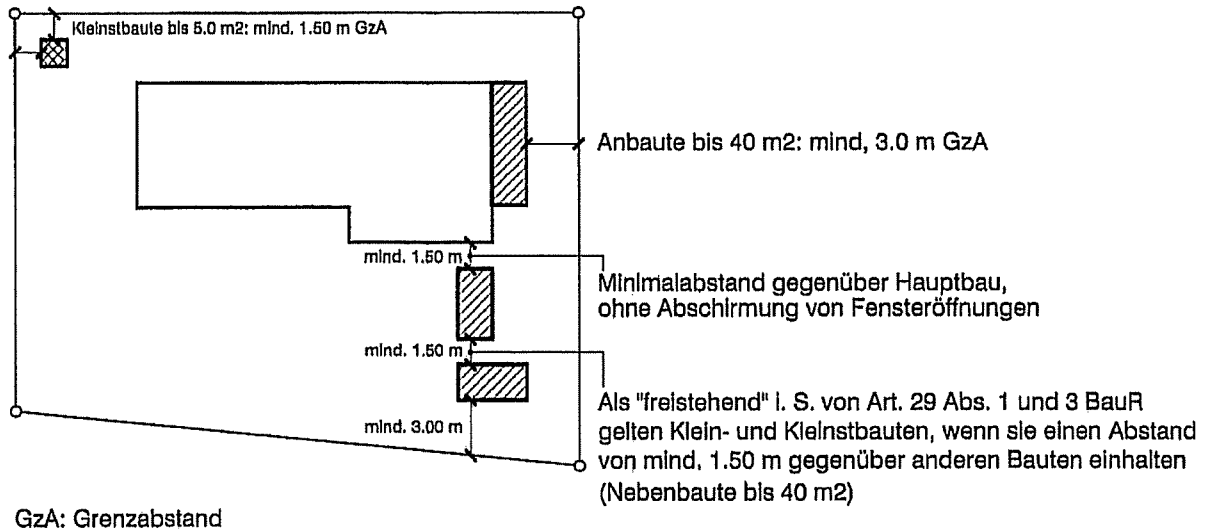 Kleinstbaute bis 5.0 m2: mind. 1.50 m GzA
Anbaute bis 40 m2: mind, 3.0 m GzA
mind. 1.50 m
Minimalabstand gegenüber Hauptbau,
ohne Abschirmung von Fensteröffnungen
mind. 1.50 m
Als "freistehend" i. S. von Art. 29 Abs. 1 und 3 BauR
gelten Klein- und Kleinstbauten, wenn sie einen Abstand
von mind, 1.50 m gegenüber anderen Bauten einhalten
(Nebenbaute bis 40 m2)
mind. 3.00 m
GzA: Grenzabstand